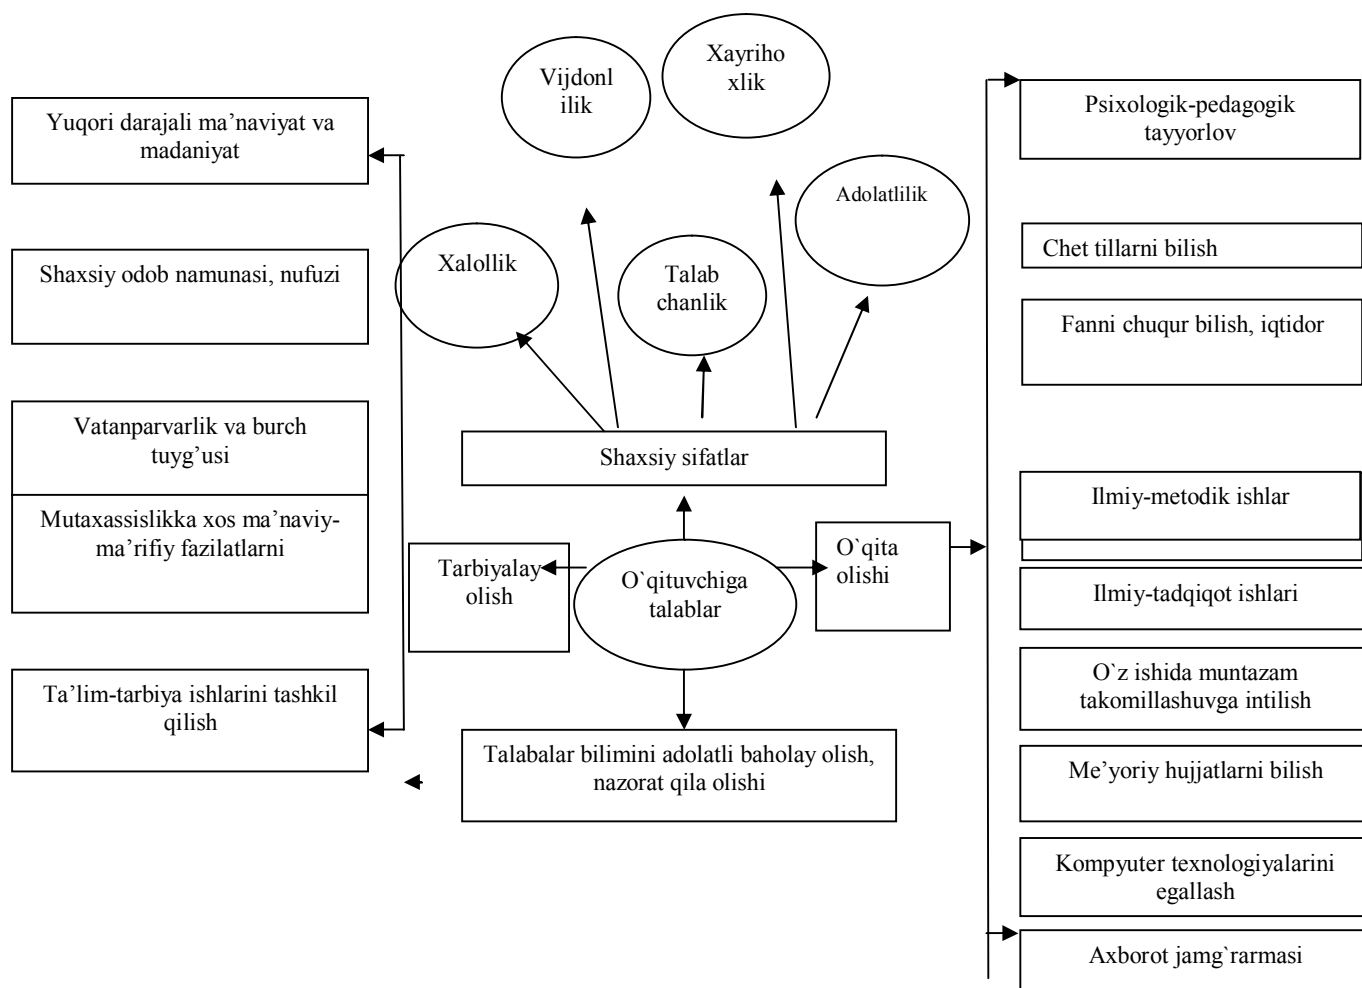 Vijdonl
ilik
Xayriho
xlik
Yuqori darajali ma’naviyat va
madaniyat
Psixologik-pedagogik
tayyorlov
Adolatlilik
Shaxsiy odob namunasi, nufuzi
Xalollik
Talab
chanlik
Chet tillarni bilish
Fanni chuqur bilish, iqtidor
Vatanparvarlik va burch
tuyg’usi
Shaxsiy sifatlar
Mutaxassislikka xos ma’naviy-
ma’rifiy fazilatlarni
Ilmiy-metodik ishlar
Tarbiyalay
olish
O`qituvchiga
talablar
O`qita
olishi
Ilmiy-tadqiqot ishlari
Ta’lim-tarbiya ishlarini tashkil
qilish
O`z ishida muntazam
takomillashuvga intilish
Talabalar bilimini adolatli baholay olish,
nazorat qila olishi
Me’yoriy hujjatlarni bilish
Kompyuter texnologiyalarini
egallash
Axborot jamg`rarmasi